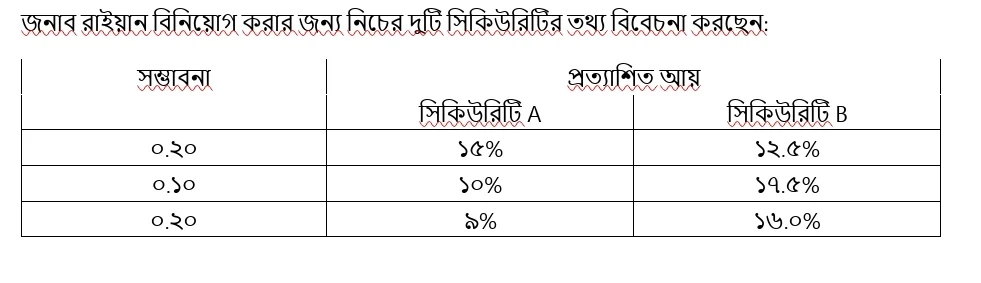 জনাব রাইয়ান বিনিয়োগ করার জন্য নিচের দুটি সিকিউরিটির তথ্য বিবেচনা করছেন:
সম্ভাবনা প্রত্যাশিত আয়
সিকিউরিটি A সিকিউরিটি B
০.২০ ১৫% ১২.৫%
০.১০ ১০% ১৭.৫%
০.২০ ৯% ১৬.০%